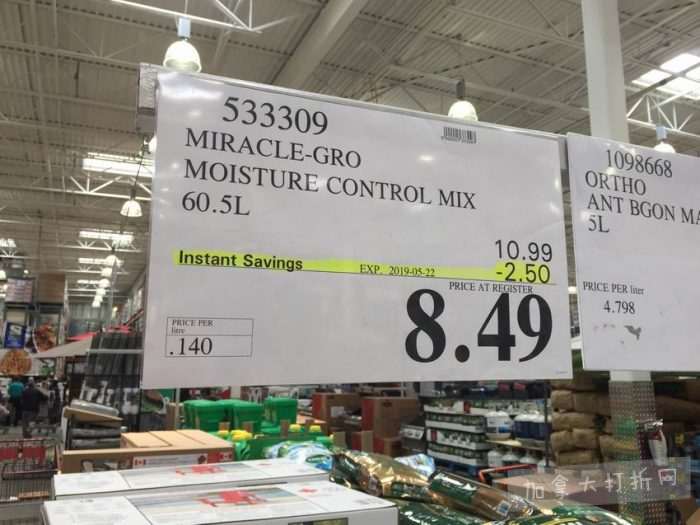 533309
MIRACLE-GRO
MOISTURE CONTROL MIX
60.5L
10.99
Instant Savings EXP. 2019-05-22 -2.50
PRICE AT REGISTER
8.49
PRICE PER
litre
.140
1098668
ORTHO
ANT BGON
5L
PRICE PER liter
4.798
加拿大打折网